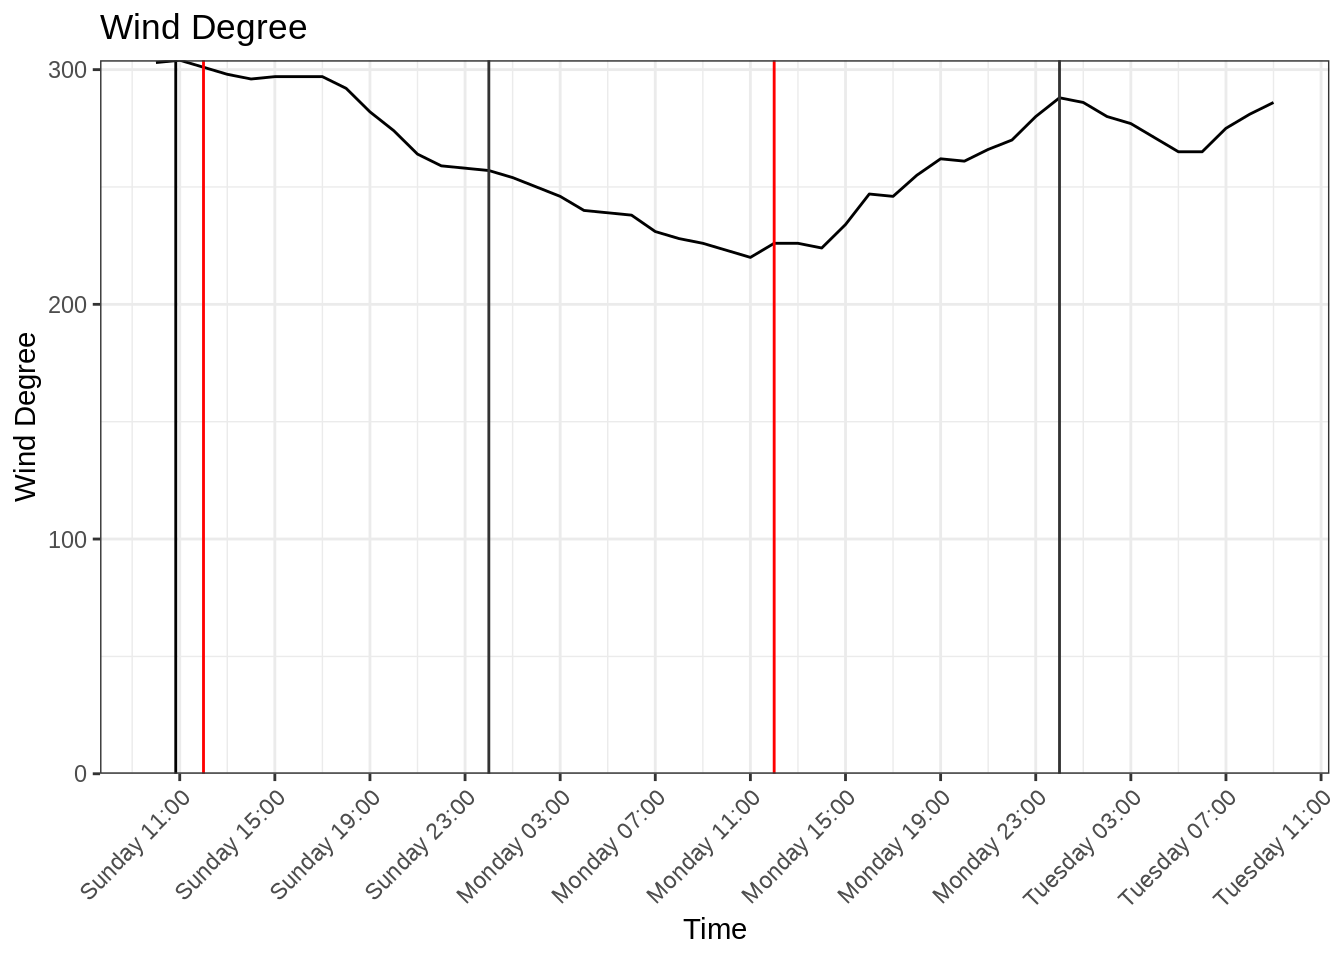 Wind Degree
Wind Degree
300
200
100
0
Sunday 11:00
Sunday 15:00
Sunday 19:00
Sunday 23:00
Monday 03:00
Monday 07:00
Monday 11:00
Monday 15:00
Monday 19:00
Monday 23:00
Tuesday 03:00
Tuesday 07:00
Tuesday 11:00
Time